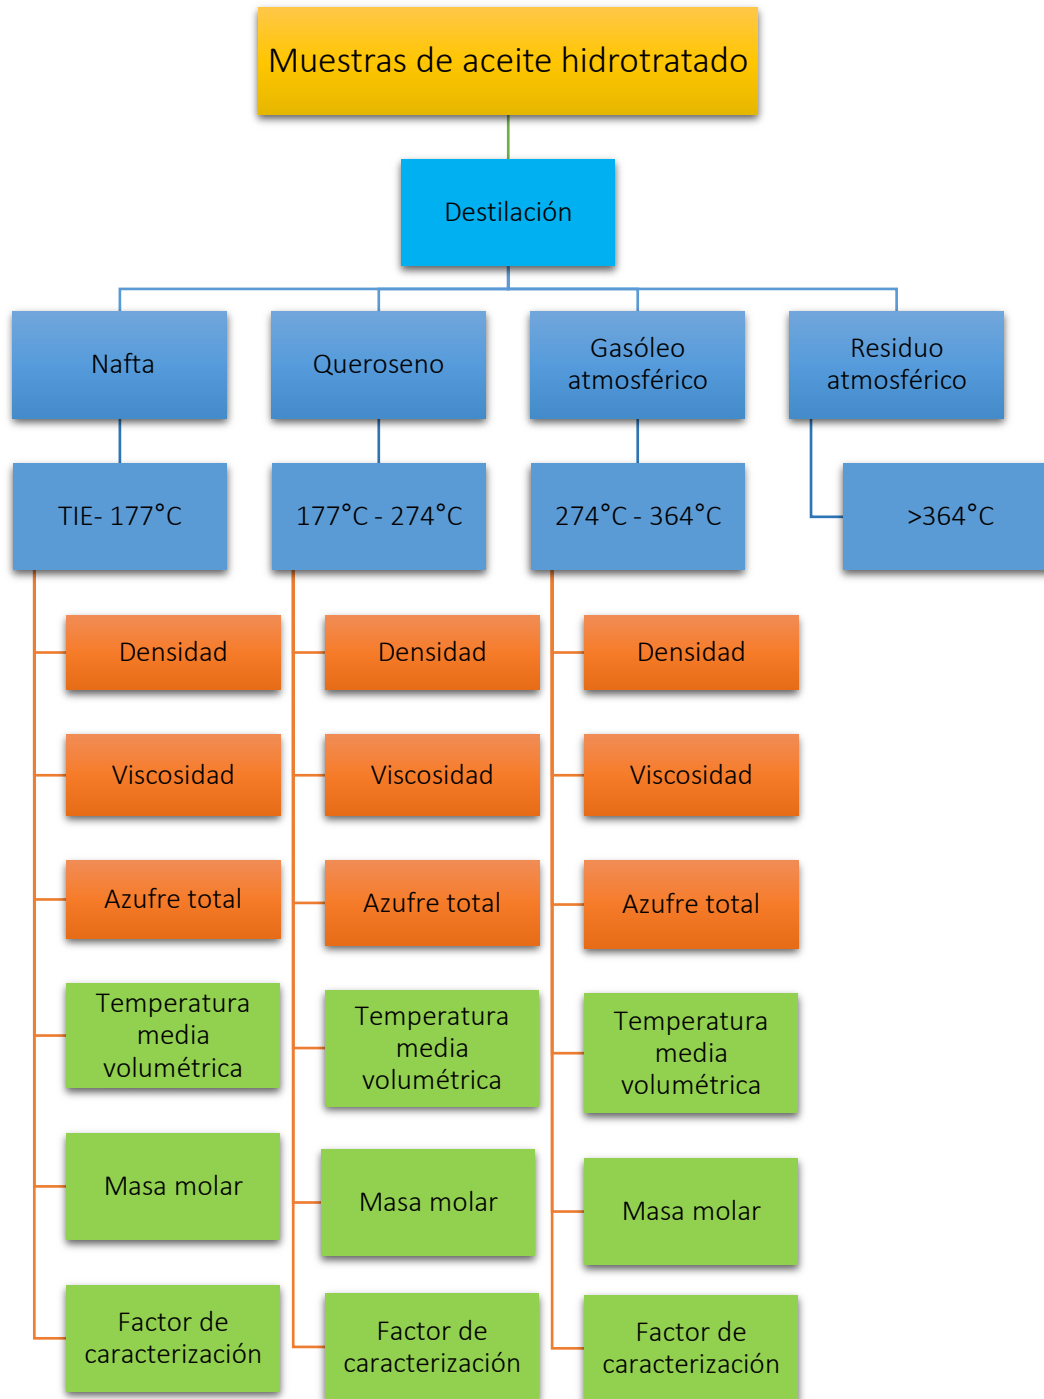 Muestras de aceite hidrotratado
Destilación
Nafta
Queroseno
Gasóleo
atmosférico
Residuo
atmosférico
TIE- 177°C
177°C - 274°C
274°C - 364°C
>364°C
Densidad
Densidad
Densidad
Viscosidad
Viscosidad
Viscosidad
Azufre total
Azufre total
Azufre total
Temperatura
media
volumétrica
Temperatura
media
volumétrica
Temperatura
media
volumétrica
Masa molar
Masa molar
Masa molar
Factor de
caracterización
Factor de
caracterización
Factor de
caracterización